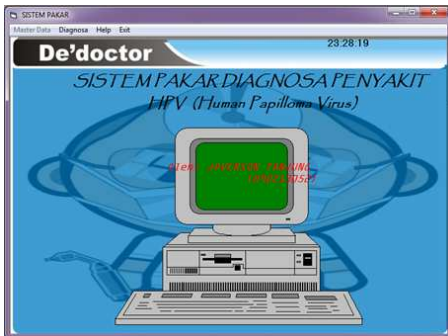 SISTEM PAKAR
Master Data Diagnosa Help Exit
De'doctor
23.28.19
SISTEM PAKAR DIAGNOSA PENYAKIT
HPV (Human Papilloma Virus)
TANJUNG